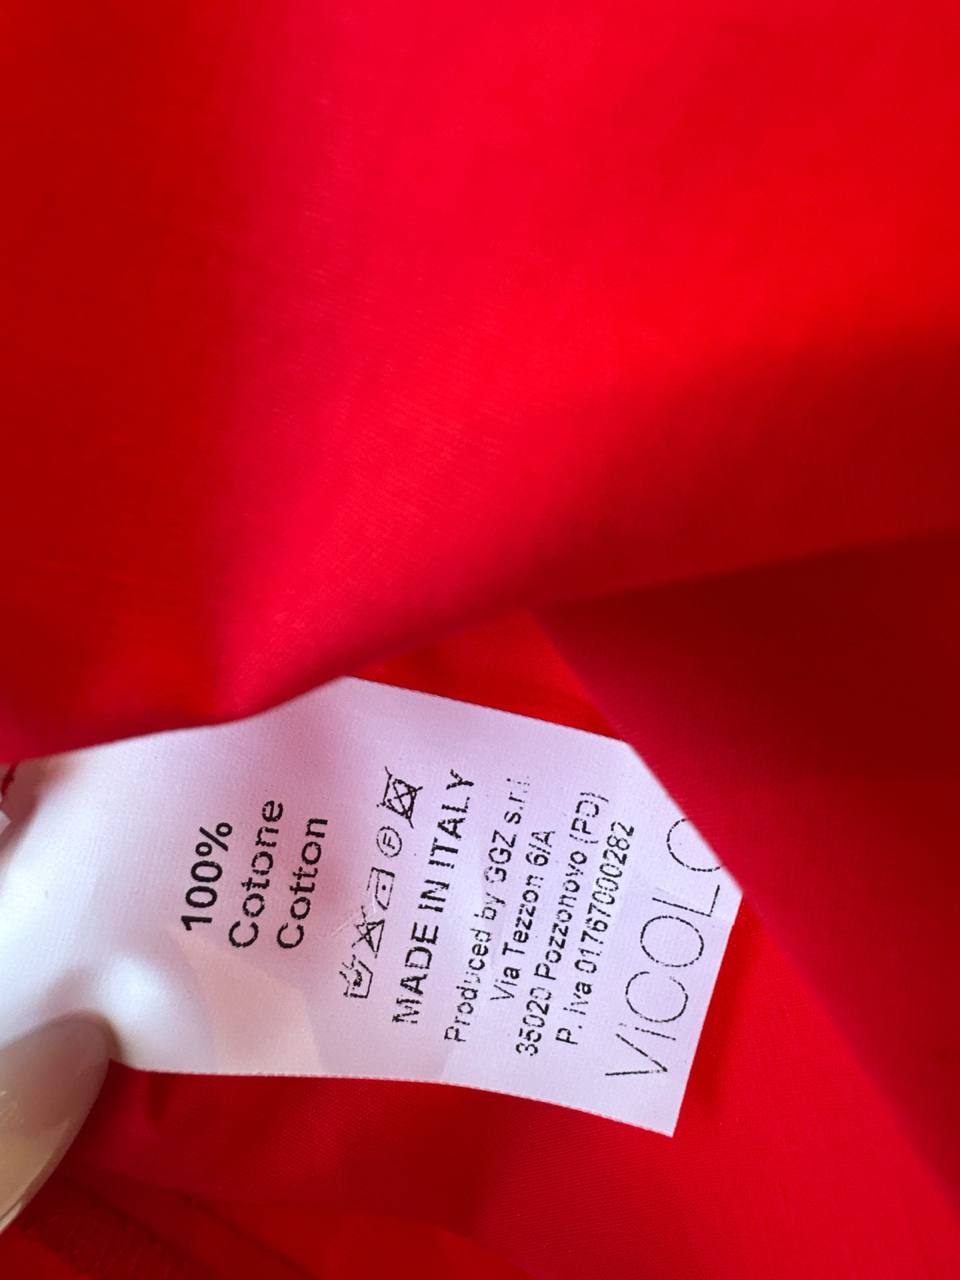 100%
Cotone
Cotton
MADE IN ITALY
Produced by GGZ s.r.l.
Via Tezzon 6/A
35020 Pozzonovo (PD)
P. Iva 01767000282
VICOLO